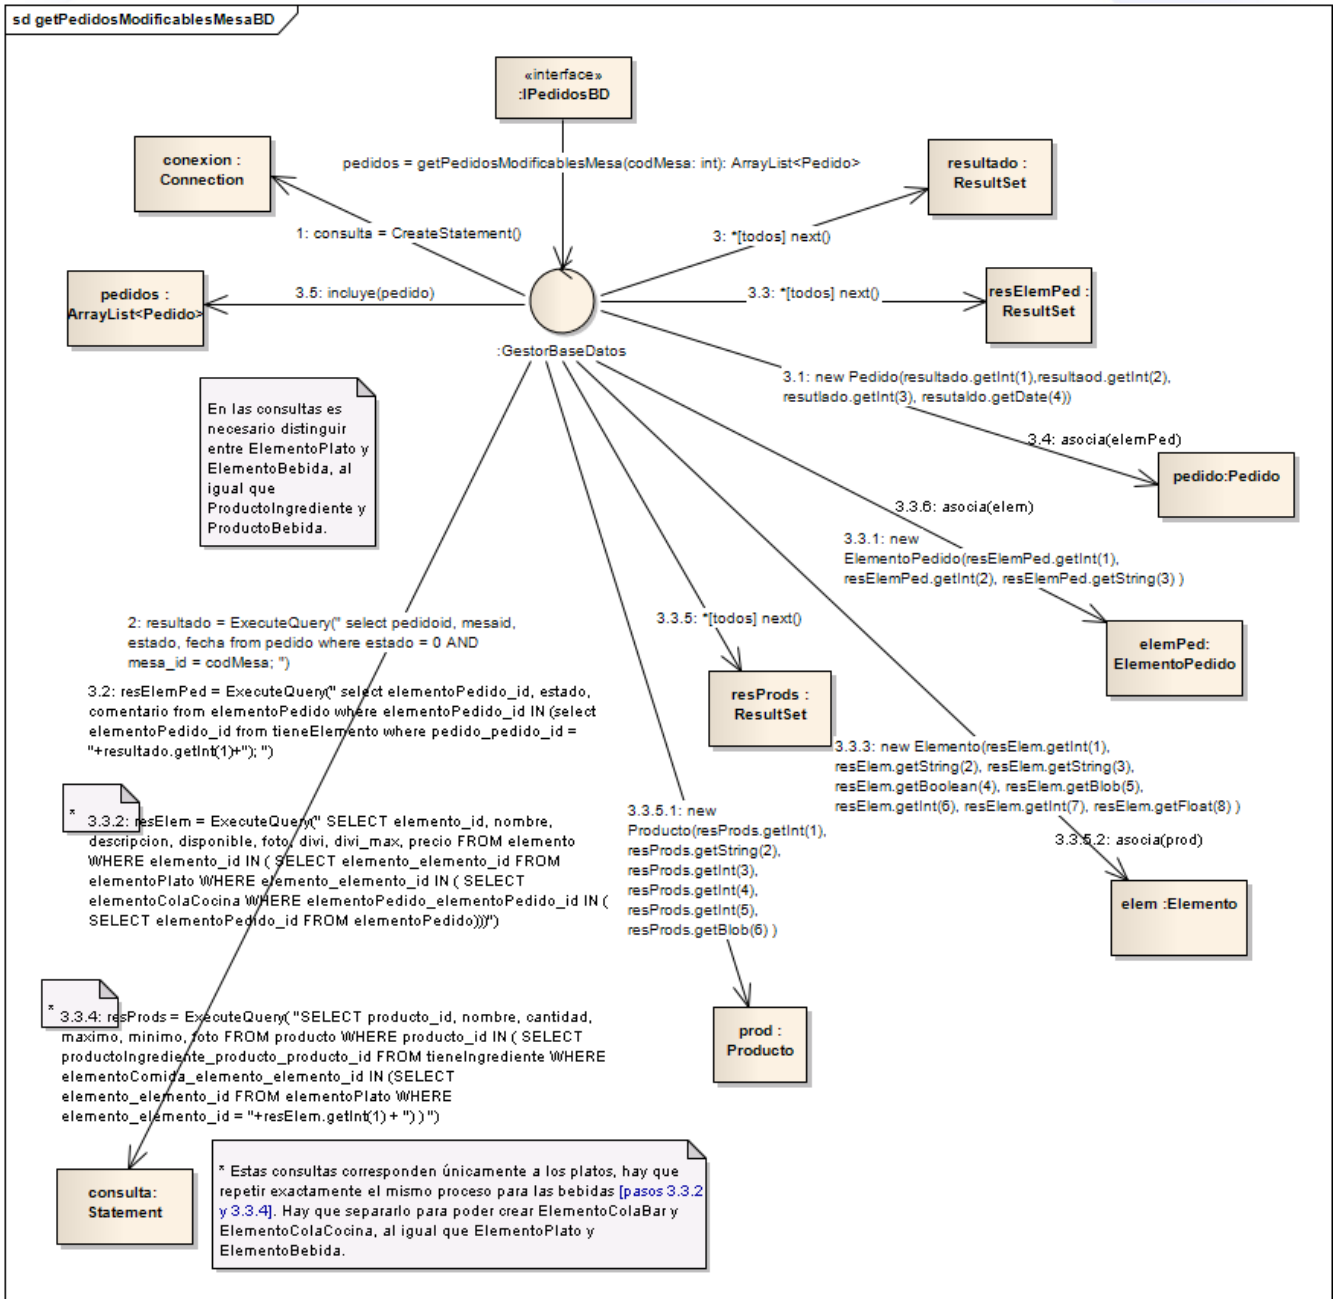 sd getPedidosModificablesMesaBD
«interface»
:IPedidosBD
conexion :
Connection
pedidos = getPedidosModificablesMesa(codMesa: int): ArrayList<Pedido>
resultado :
ResultSet
1: consulta = CreateStatement()
3: *[todos] next()
pedidos :
ArrayList<Pedido>
3.5: incluye(pedido)
3.3: *[todos] next()
resElemPed :
ResultSet
:GestorBaseDatos
3.1: new Pedido(resultado.getInt(1),resultaod.getInt(2),
resutlado.getInt(3), resutaldo.getDate(4))
En las consultas es
necesario distinguir
entre ElementoPlato y
ElementoBebida, al
igual que
ProductoIngrediente y
ProductoBebida.
3.4: asocia(elemPed)
pedido:Pedido
3.3.6: asocia(elem)
3.3.1: new
ElementoPedido(resElemPed.getInt(1),
resElemPed.getInt(2), resElemPed.getString(3) )
2: resultado = ExecuteQuery(" select pedidoid, mesaid,
estado, fecha from pedido where estado = 0 AND
mesa_id = codMesa; ")
3.3.5: *[todos] next()
elemPed:
ElementoPedido
3.2: resElemPed = ExecuteQuery(" select elementoPedido_id, estado,
comentario from elementoPedido where elementoPedido_id IN (select
elementoPedido_id from tieneElemento where pedido_pedido_id =
"+resultado.getInt(1)+"); ")
resProds :
ResultSet
3.3.3: new Elemento(resElem.getInt(1),
resElem.getString(2), resElem.getString(3),
resElem.getBoolean(4), resElem.getBlob(5),
resElem.getInt(6), resElem.getInt(7), resElem.getFloat(8) )
*
3.3.2: resElem = ExecuteQuery(" SELECT elemento_id, nombre,
descripcion, disponible, foto, divi, divi_max, precio FROM elemento
WHERE elemento_id IN ( SELECT elemento_elemento_id FROM
elementoPlato WHERE elemento_elemento_id IN ( SELECT
elementoColaCocina WHERE elementoPedido_elementoPedido_id IN (
SELECT elementoPedido_id FROM elementoPedido)))")
3.3.5.1: new
Producto(resProds.getInt(1),
resProds.getString(2),
resProds.getInt(3),
resProds.getInt(4),
resProds.getInt(5),
resProds.getBlob(6) )
3.3.5.2: asocia(prod)
elem :Elemento
*
3.3.4: resProds = ExecuteQuery( "SELECT producto_id, nombre, cantidad,
maximo, minimo, foto FROM producto WHERE producto_id IN ( SELECT
productoIngrediente_producto_producto_id FROM tieneIngrediente WHERE
elementoComida_elemento_elemento_id IN (SELECT
elemento_elemento_id FROM elementoPlato WHERE
elemento_elemento_id = "+resElem.getInt(1) + ") ) ")
prod :
Producto
consulta:
Statement
* Estas consultas corresponden únicamente a los platos, hay que
repetir exactamente el mismo proceso para las bebidas [pasos 3.3.2
y 3.3.4]. Hay que separarlo para poder crear ElementoColaBar y
ElementoColaCocina, al igual que ElementoPlato y
ElementoBebida.